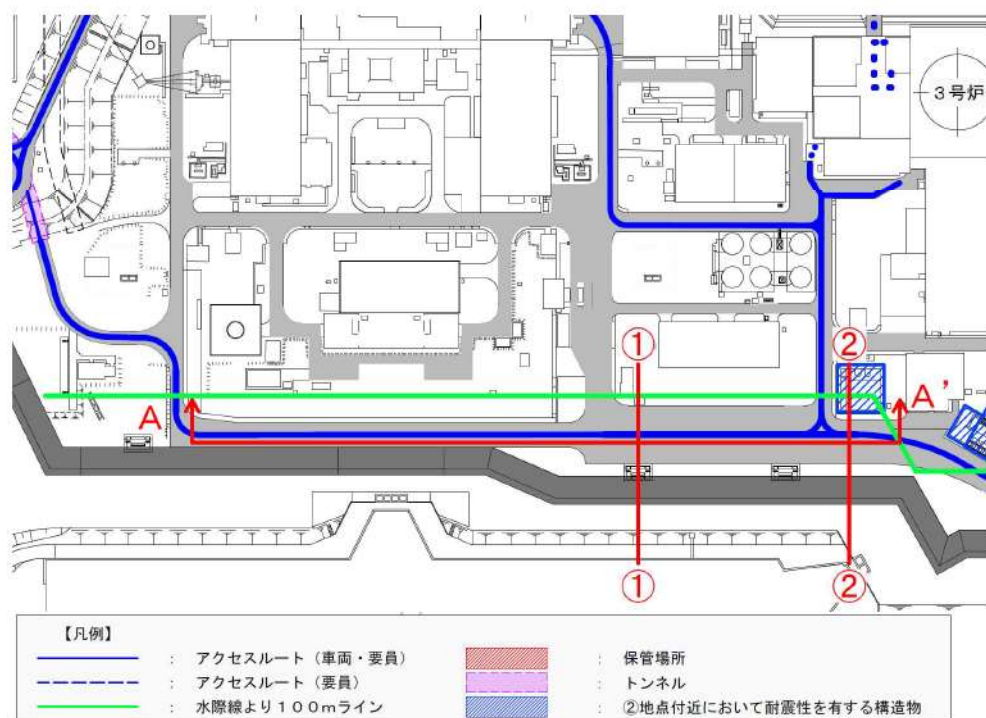 3号炉
① ②
A A’
① ②
【凡例】
： アクセスルート（車両・要員） ： 保管場所
： アクセスルート（要員） ： トンネル
： 水際線より１００ｍライン ： ②地点付近において耐震性を有する構造物